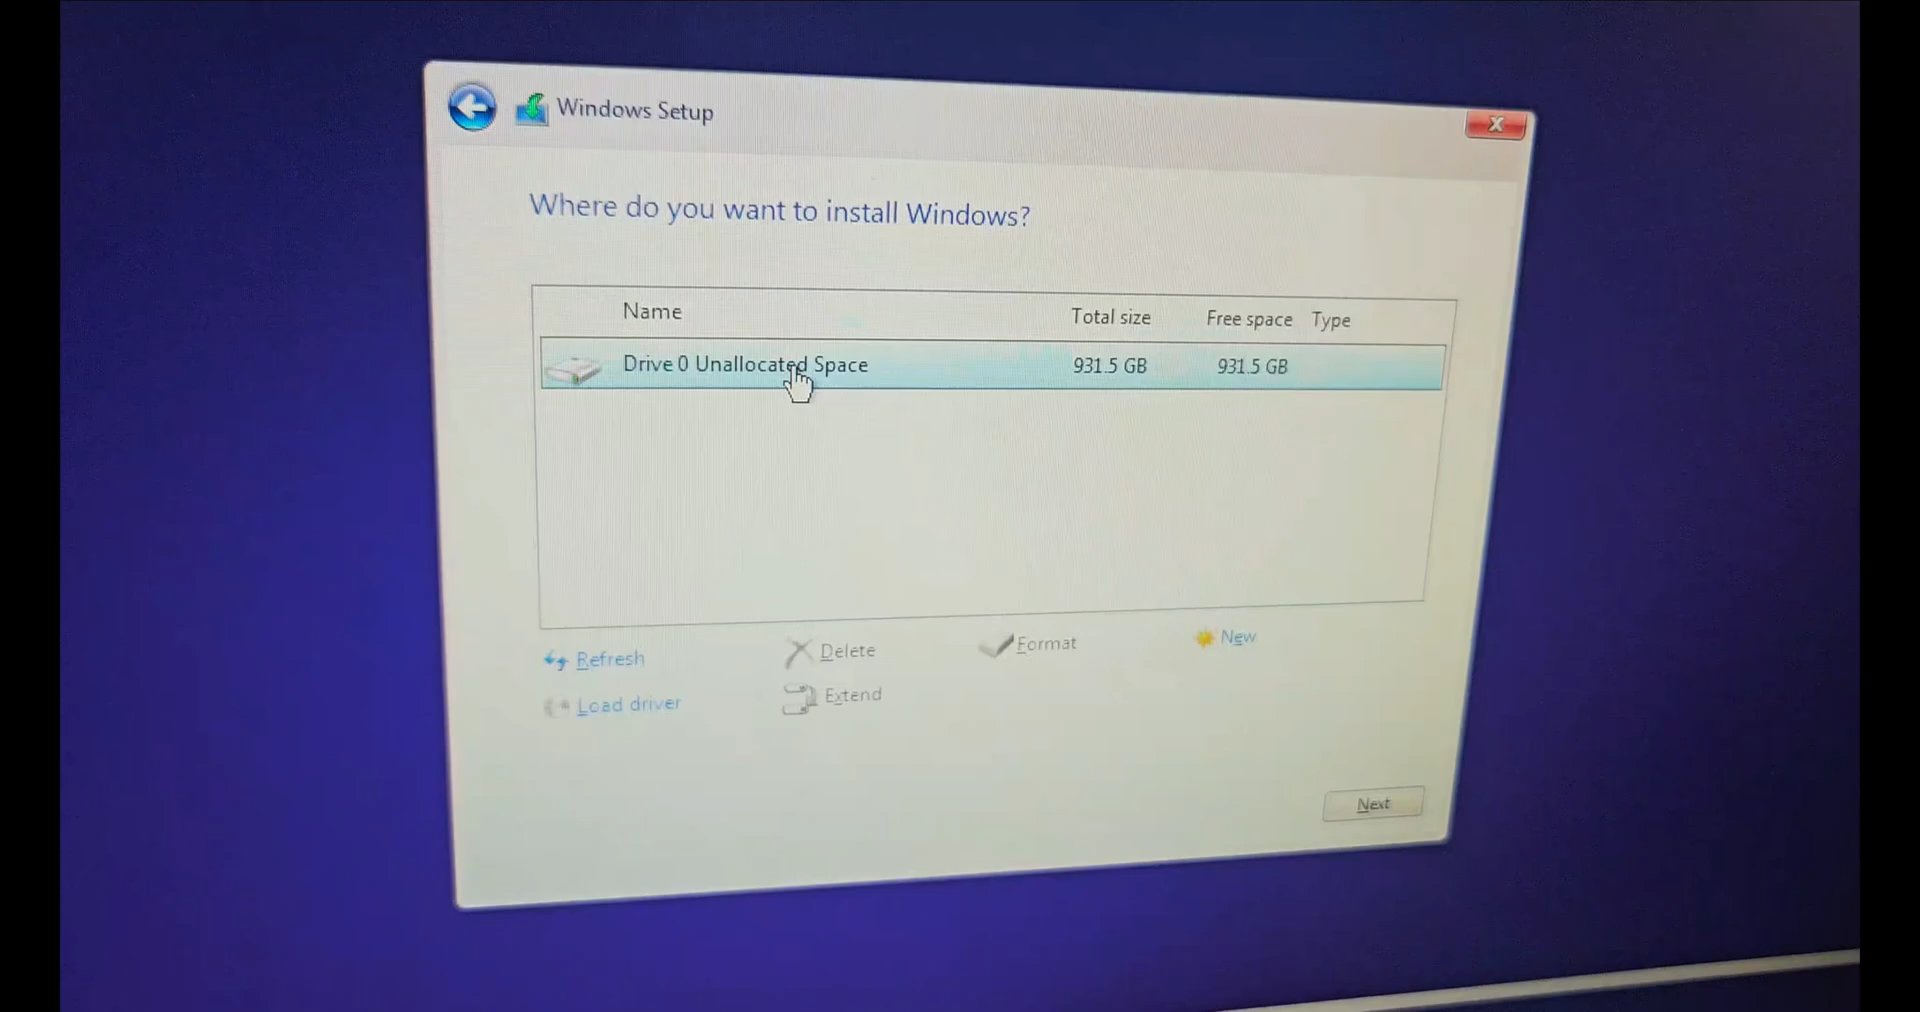 Windows Setup
X
Where do you want to install Windows?
Name Total size Free space Type
Drive 0 Unallocated Space 931.5 GB 931.5 GB
Refresh Delete Format New
Load driver Extend
Next